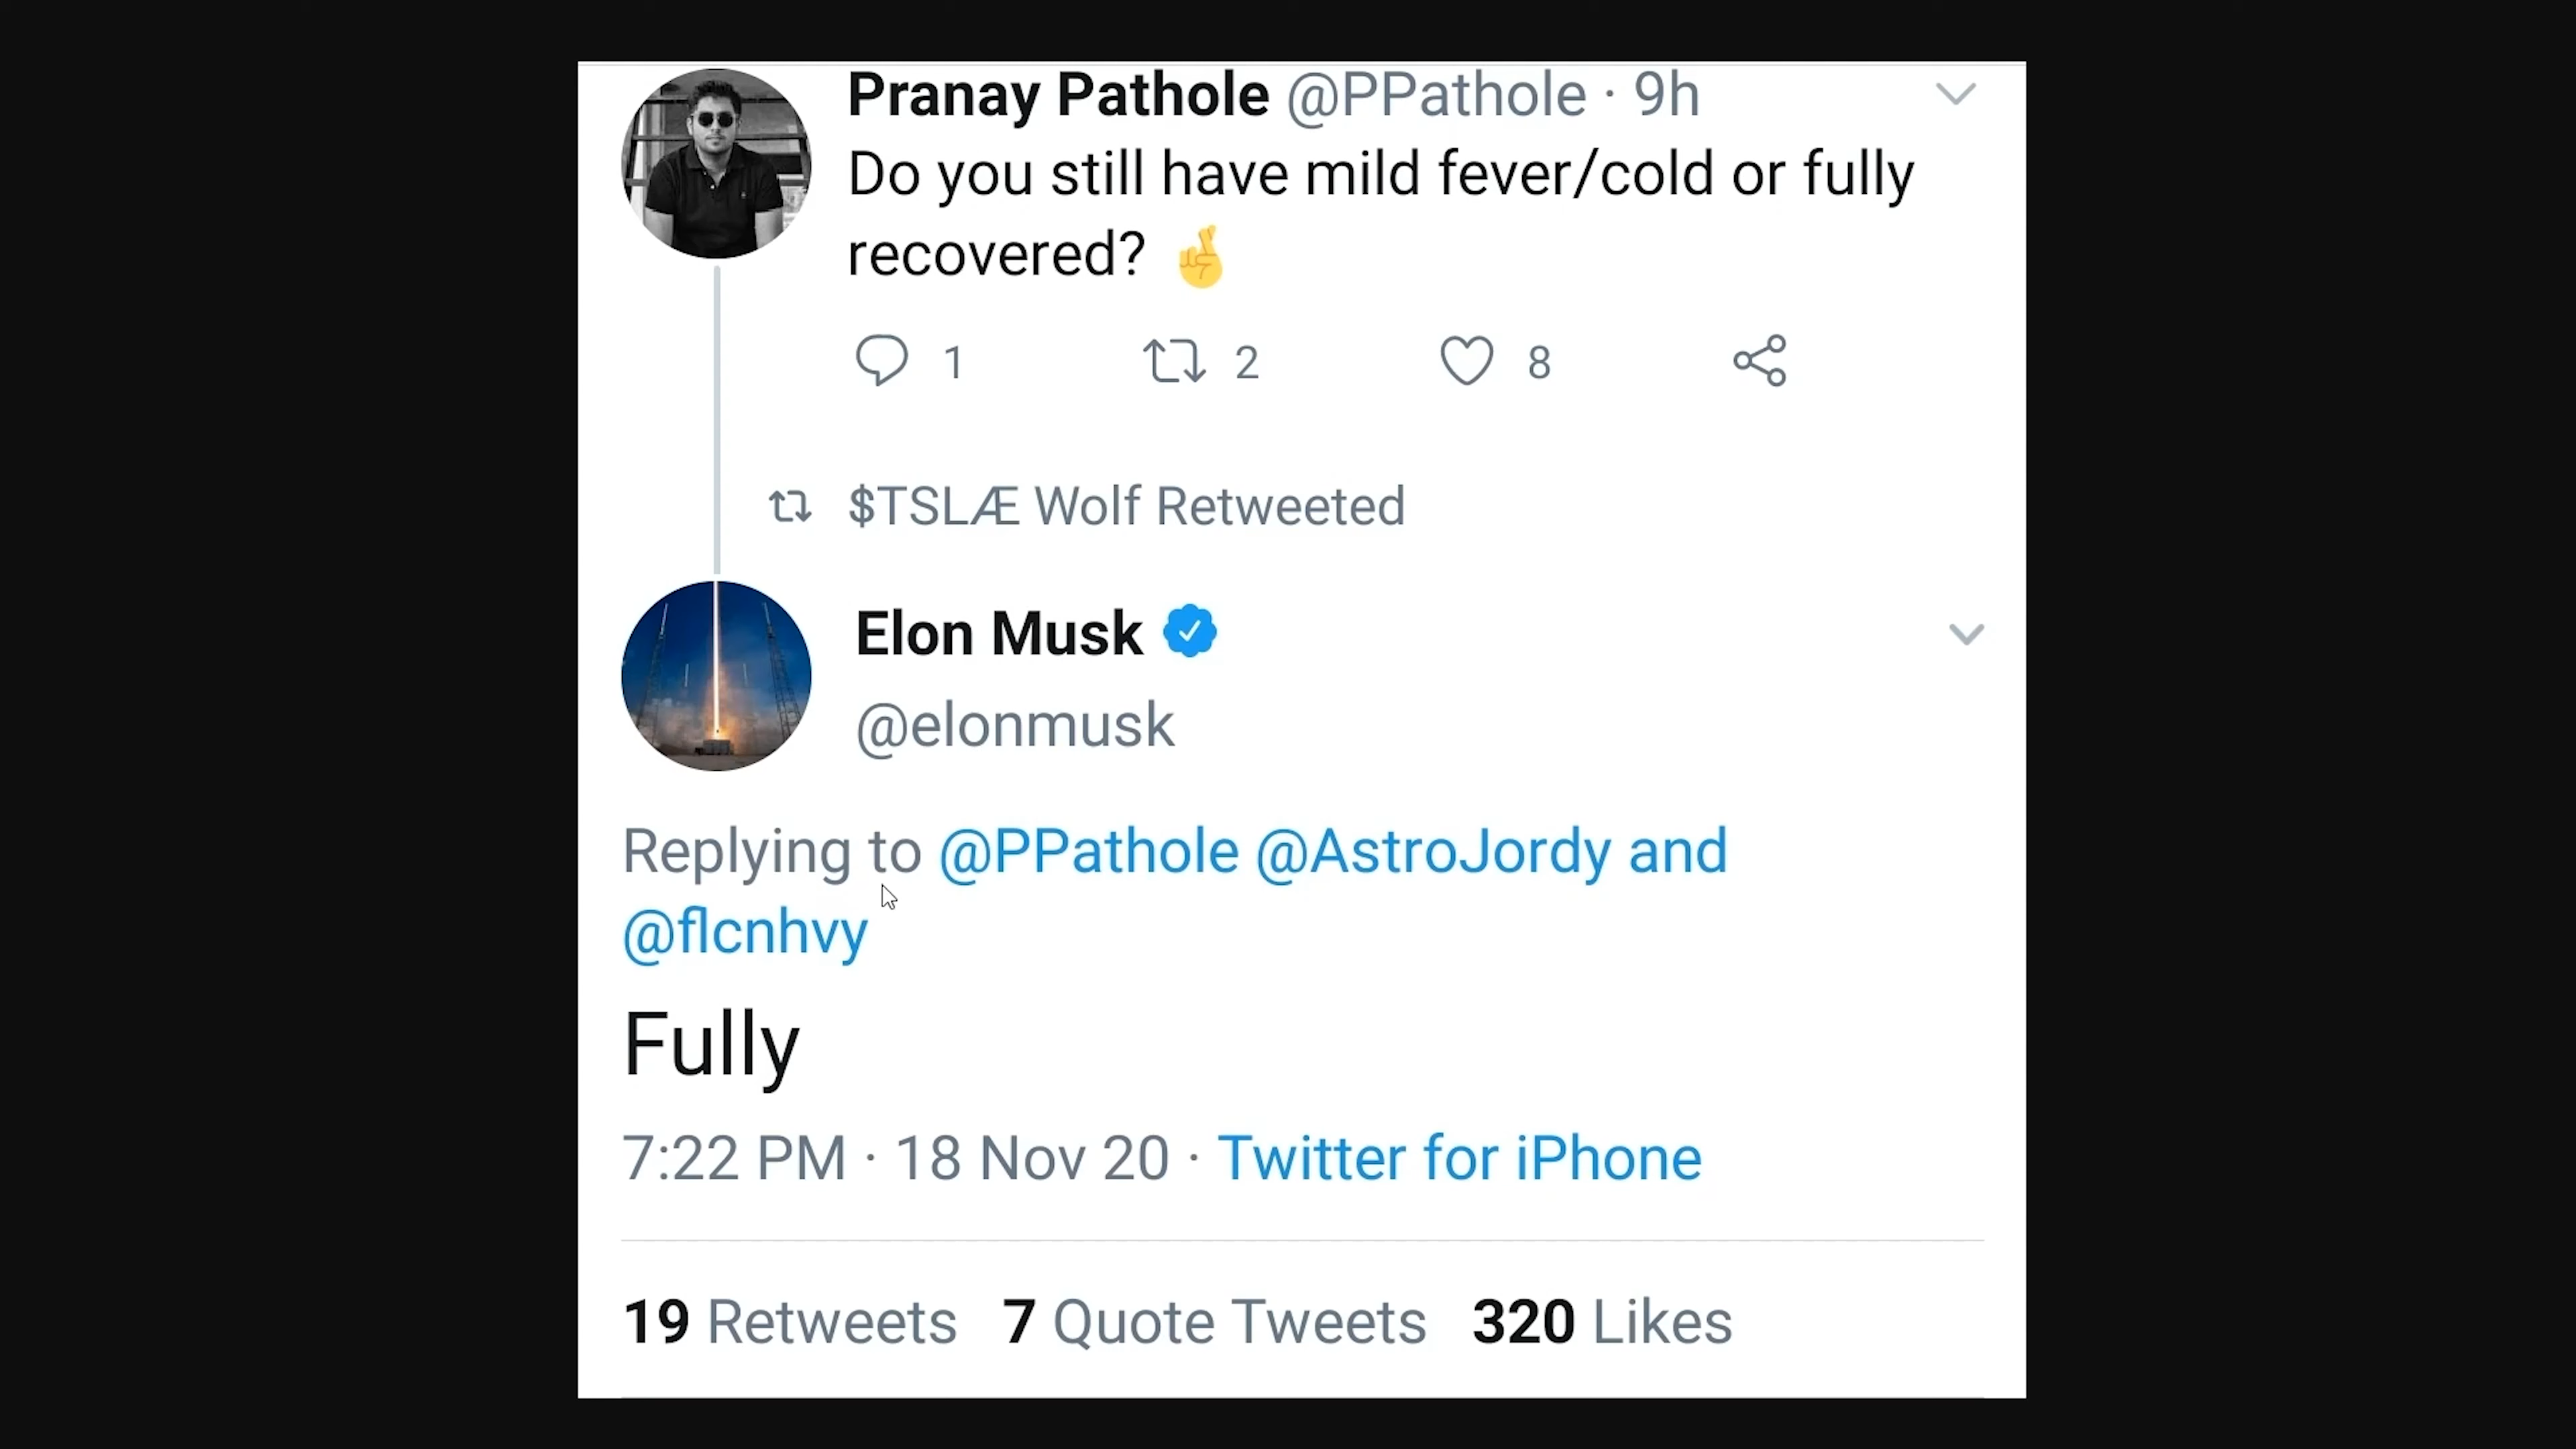 Pranay Pathole @PPathole · 9h
Do you still have mild fever/cold or fully
recovered? 🤞
1 2 8
$TSLÆ Wolf Retweeted
Elon Musk
@elonmusk
Replying to @PPathole @AstroJordy and
@flcnhvy
Fully
7:22 PM · 18 Nov 20 · Twitter for iPhone
19 Retweets 7 Quote Tweets 320 Likes